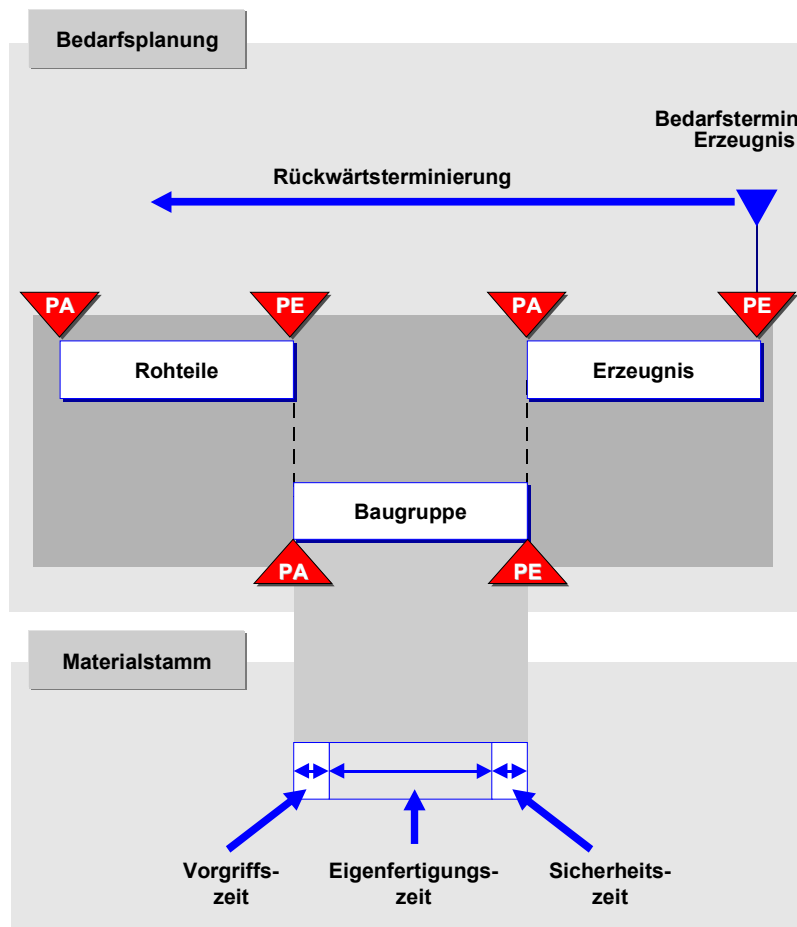 Bedarfsplanung
Bedarfstermin
Erzeugnis
Rückwärtsterminierung
PA
PE
PA
PE
Rohteile
Erzeugnis
Baugruppe
PA
PE
Materialstamm
Vorgriffs-
zeit
Eigenfertigungs-
zeit
Sicherheits-
zeit